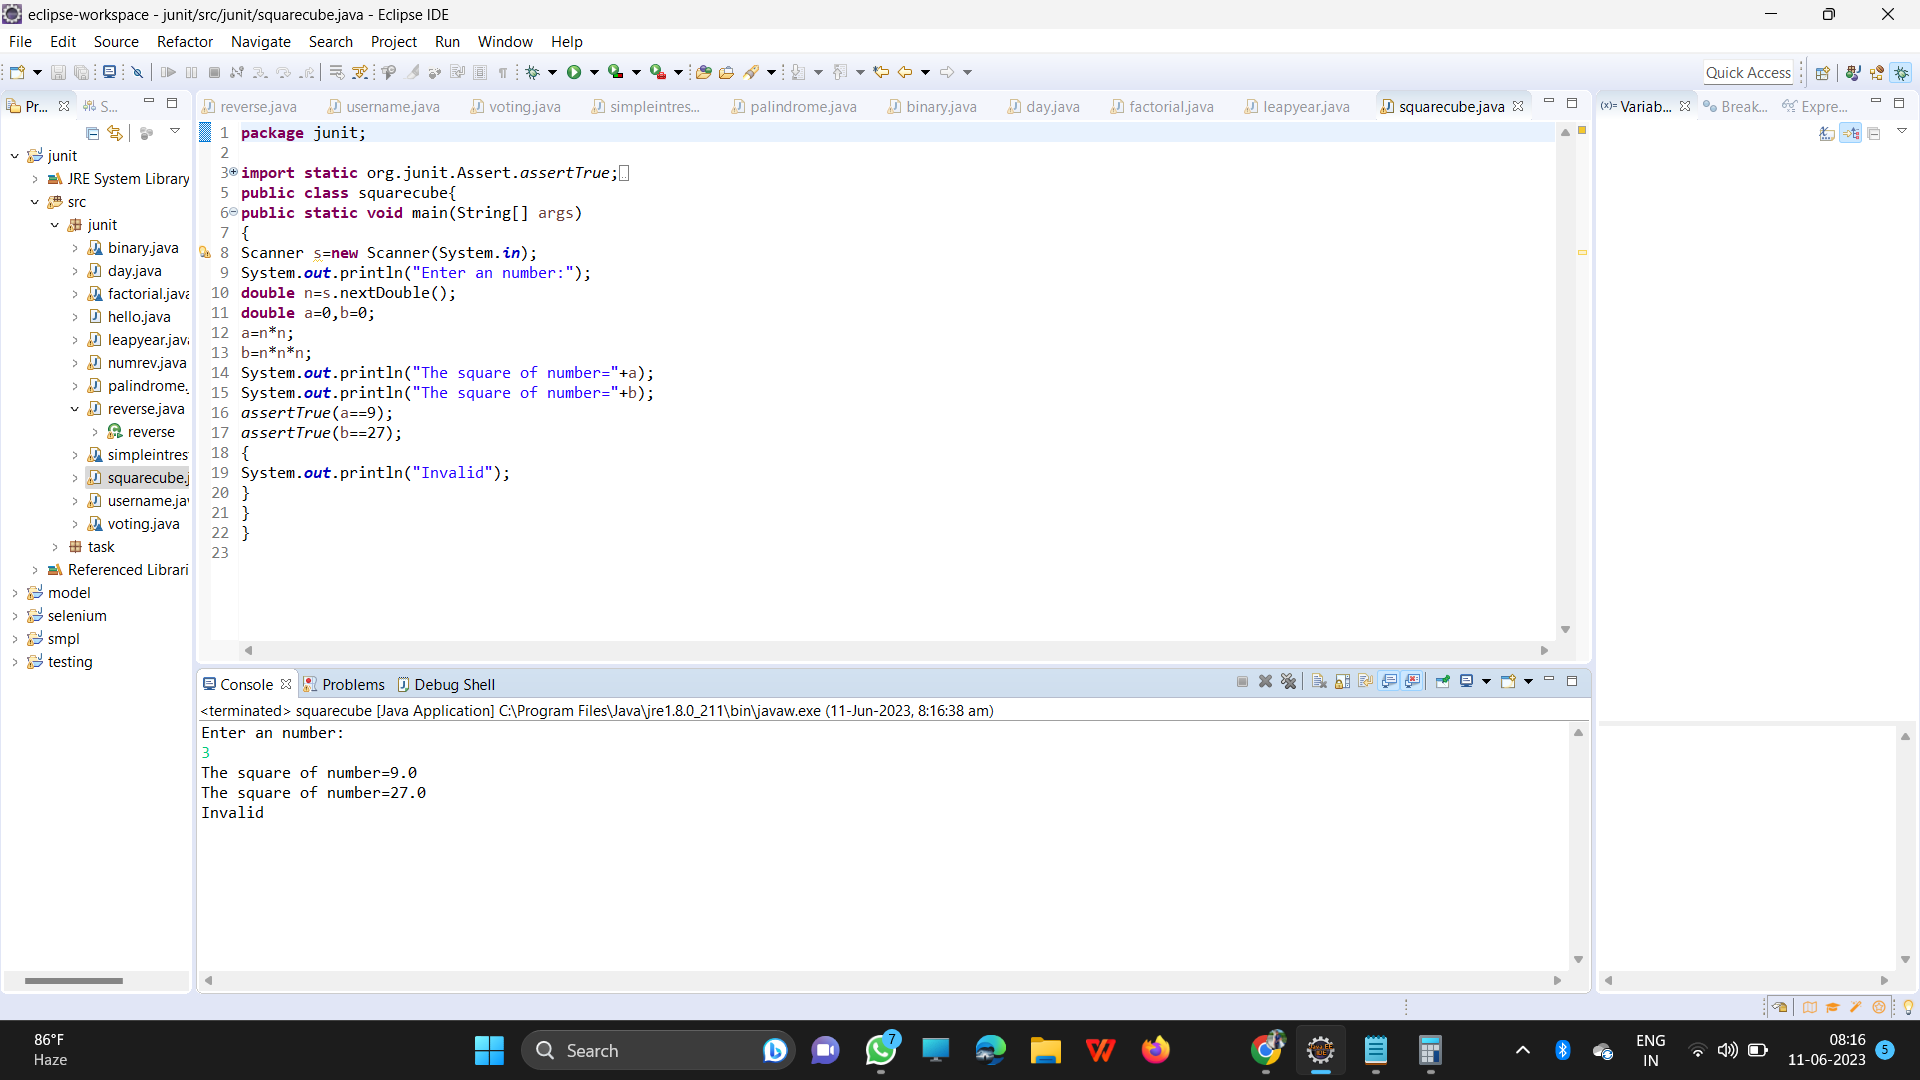 eclipse-workspace - junit/src/junit/squarecube.java - Eclipse IDE
File Edit Source Refactor Navigate Search Project Run Window Help
Quick Access
Pr... S...
reverse.java username.java voting.java simpleintres... palindrome.java binary.java day.java factorial.java leapyear.java squarecube.java
(x)= Variab... Break... Expre...
junit
JRE System Library
src
junit
binary.java
day.java
factorial.java
hello.java
leapyear.java
numrev.java
palindrome.
reverse.java
reverse
simpleintres
squarecube.j
username.jav
voting.java
task
Referenced Librari
model
selenium
smpl
testing
1 package junit;
2
3 import static org.junit.Assert.assertTrue;
5 public class squarecube{
6 public static void main(String[] args)
7 {
8 Scanner s=new Scanner(System.in);
9 System.out.println("Enter an number:");
10 double n=s.nextDouble();
11 double a=0,b=0;
12 a=n*n;
13 b=n*n*n;
14 System.out.println("The square of number="+a);
15 System.out.println("The square of number="+b);
16 assertTrue(a==9);
17 assertTrue(b==27);
18 {
19 System.out.println("Invalid");
20 }
21 }
22 }
23
Console Problems Debug Shell
<terminated> squarecube [Java Application] C:\Program Files\Java\jre1.8.0_211\bin\javaw.exe (11-Jun-2023, 8:16:38 am)
Enter an number:
3
The square of number=9.0
The square of number=27.0
Invalid
86°F
Haze
Search
7
ENG
IN
08:16
11-06-2023
5